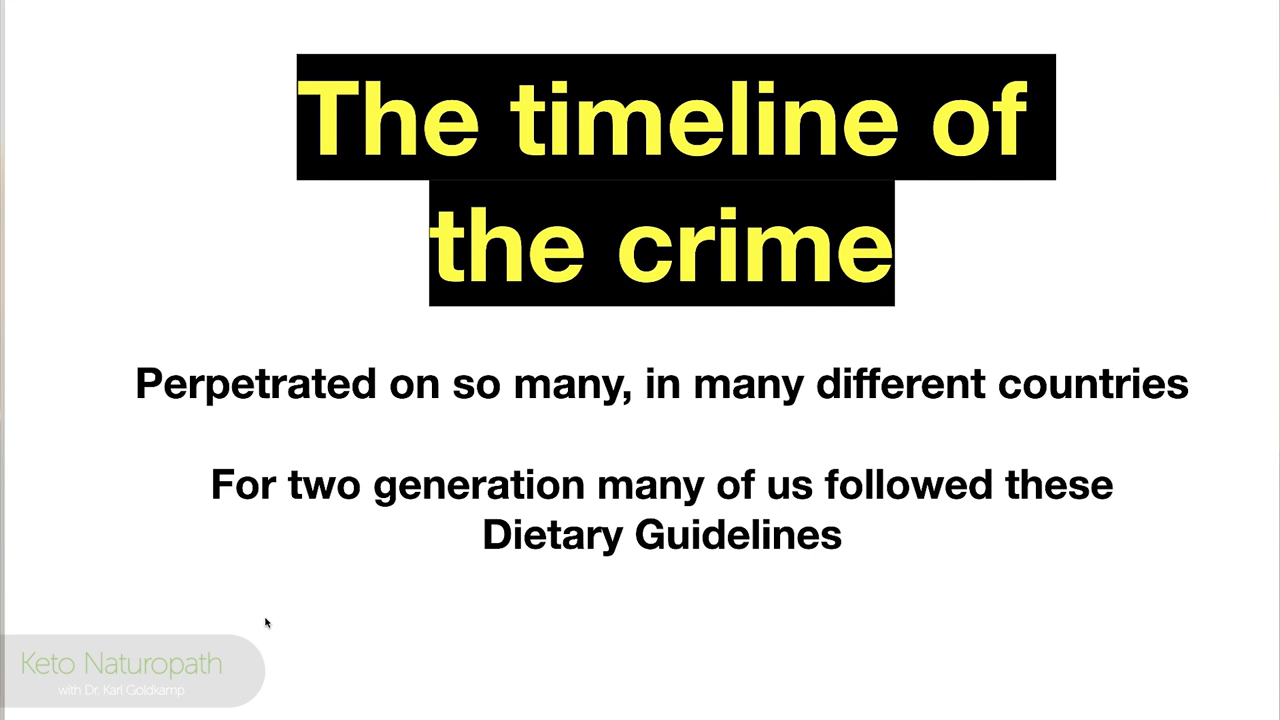 The timeline of
the crime
Perpetrated on so many, in many different countries
For two generation many of us followed these
Dietary Guidelines
Keto Naturopath
with Dr. Karl Goldkamp